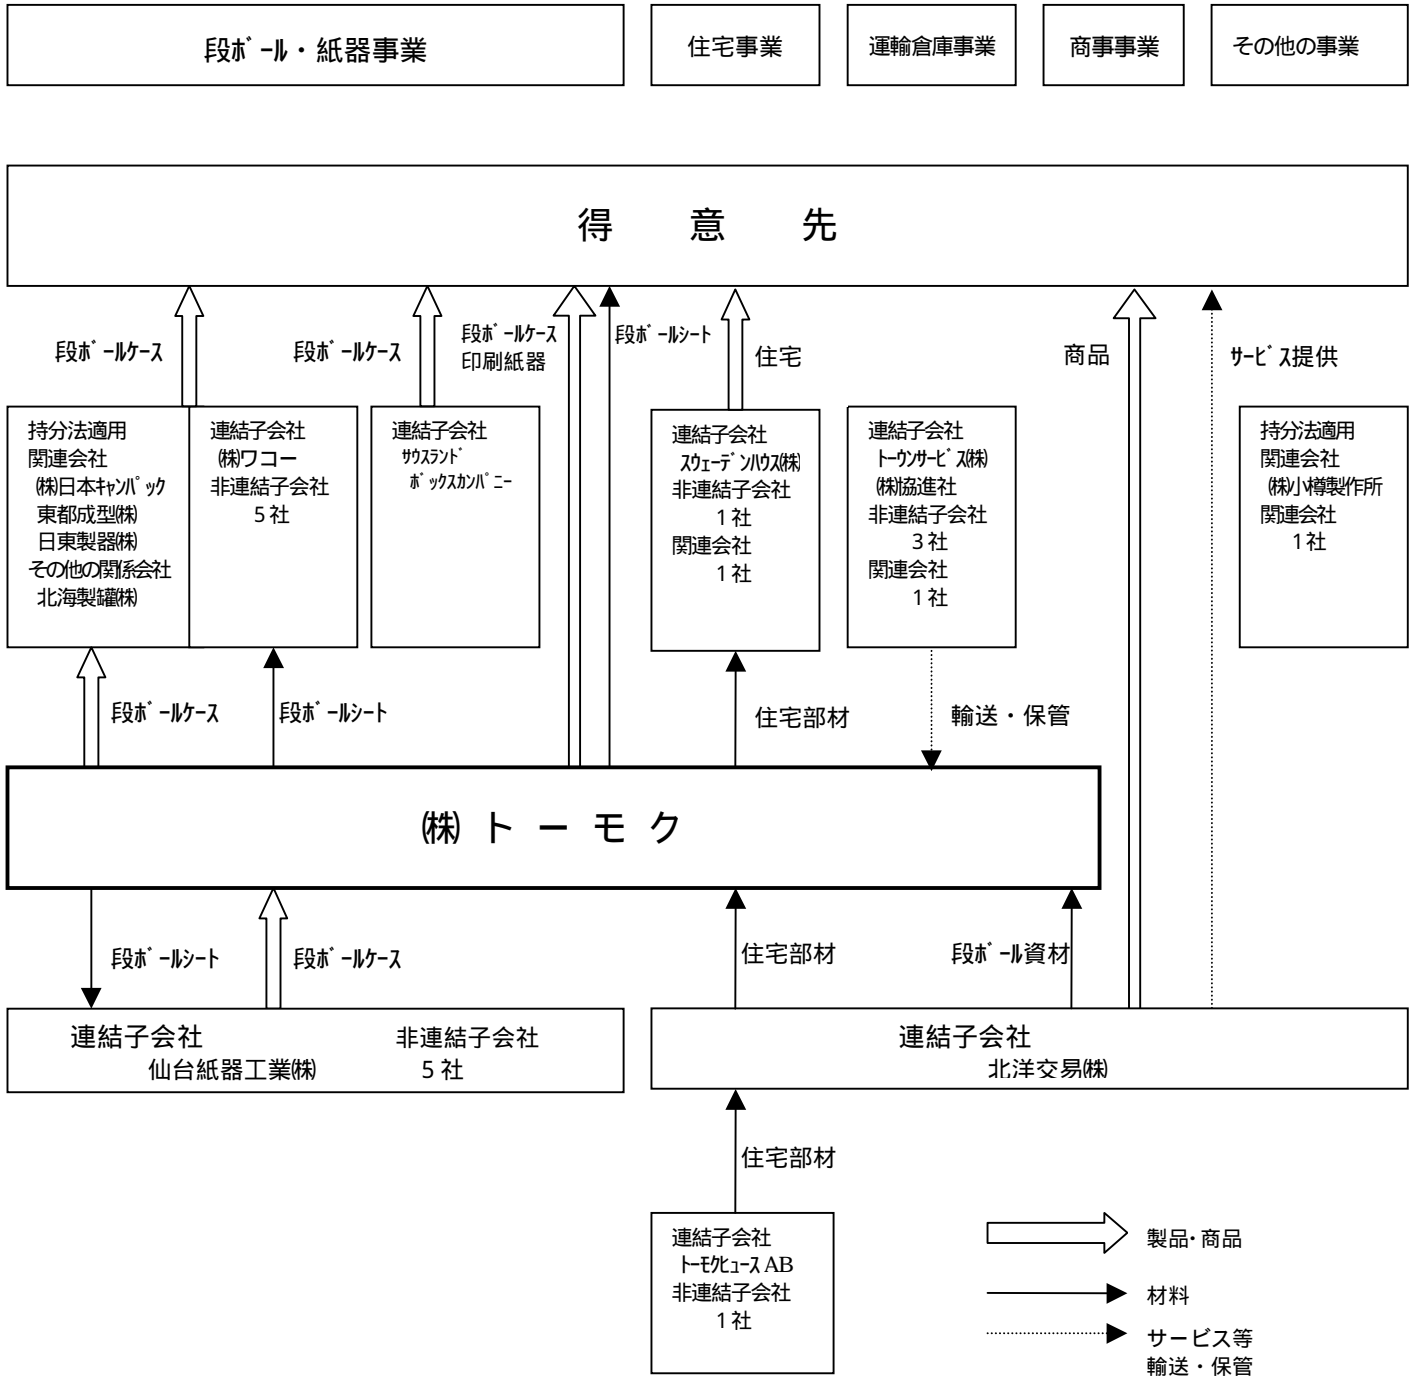 段ボール・紙器事業
住宅事業
運輸倉庫事業
商事事業
その他の事業
得 意 先
段ボールケース
段ボールケース
段ボールケース
印刷紙器
段ボールシート
住宅
商品
サービス提供
持分法適用
関連会社
㈱日本キャンパック
東都成型㈱
日東製器㈱
その他の関係会社
北海製罐㈱
連結子会社
㈱ワコー
非連結子会社
5社
連結子会社
サウスランド
ボックスカンパニー
連結子会社
スウェーデンハウス㈱
非連結子会社
1社
関連会社
1社
連結子会社
トーウンサービス㈱
㈱協進社
非連結子会社
3社
関連会社
1社
持分法適用
関連会社
㈱小樽製作所
関連会社
1社
段ボールケース
段ボールシート
住宅部材
輸送・保管
㈱トーモク
段ボールシート
段ボールケース
住宅部材
段ボール資材
連結子会社
仙台紙器工業㈱
非連結子会社
5社
連結子会社
北洋交易㈱
住宅部材
連結子会社
トーモクヒュースAB
非連結子会社
1社
製品・商品
材料
サービス等
輸送・保管